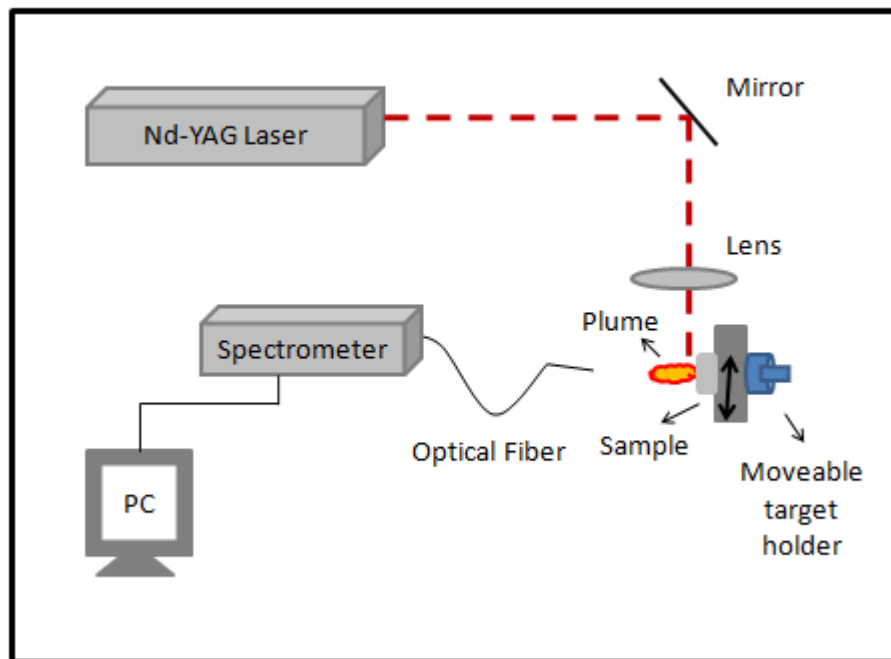 Mirror
Nd-YAG Laser
Lens
Plume
Spectrometer
Optical Fiber
Sample
Moveable
target
holder
PC